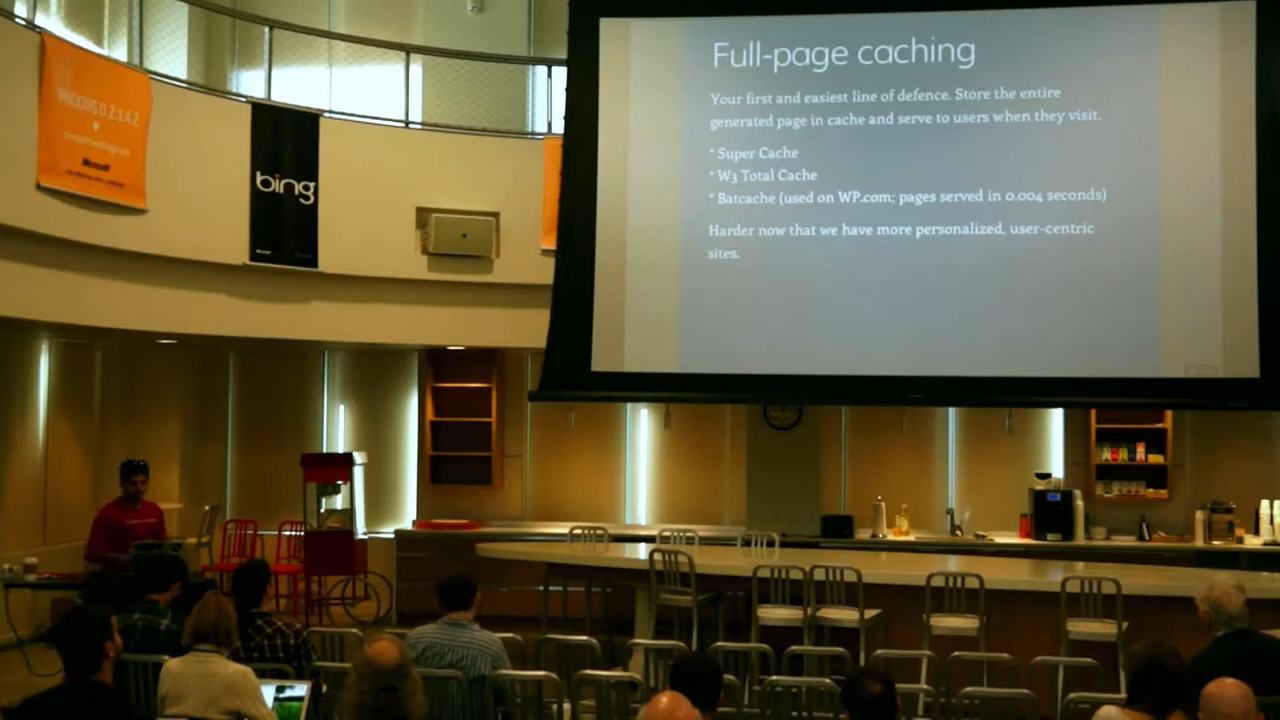 Full-page caching
Your first and easiest line of defence. Store the entire
generated page in cache and serve to users when they visit.
* Super Cache
* W3 Total Cache
* Batcache (used on WP.com; pages served in 0.004 seconds)
Harder now that we have more personalized, user-centric
sites.
bing
Microsoft